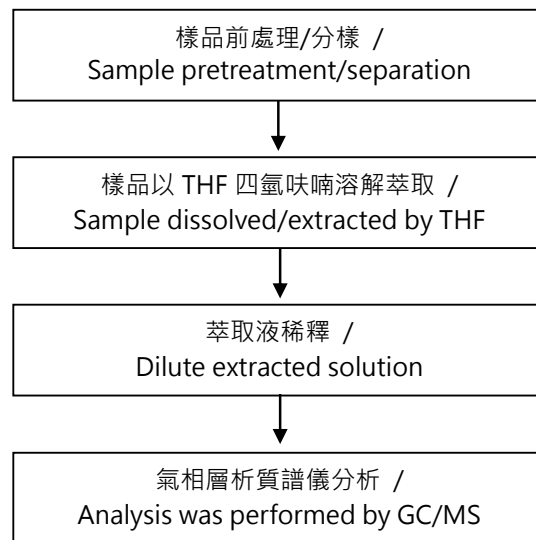 樣品前處理/分樣 /
Sample pretreatment/separation
樣品以 THF 四氫呋喃溶解萃取 /
Sample dissolved/extracted by THF
萃取液稀釋 /
Dilute extracted solution
氣相層析質譜儀分析 /
Analysis was performed by GC/MS